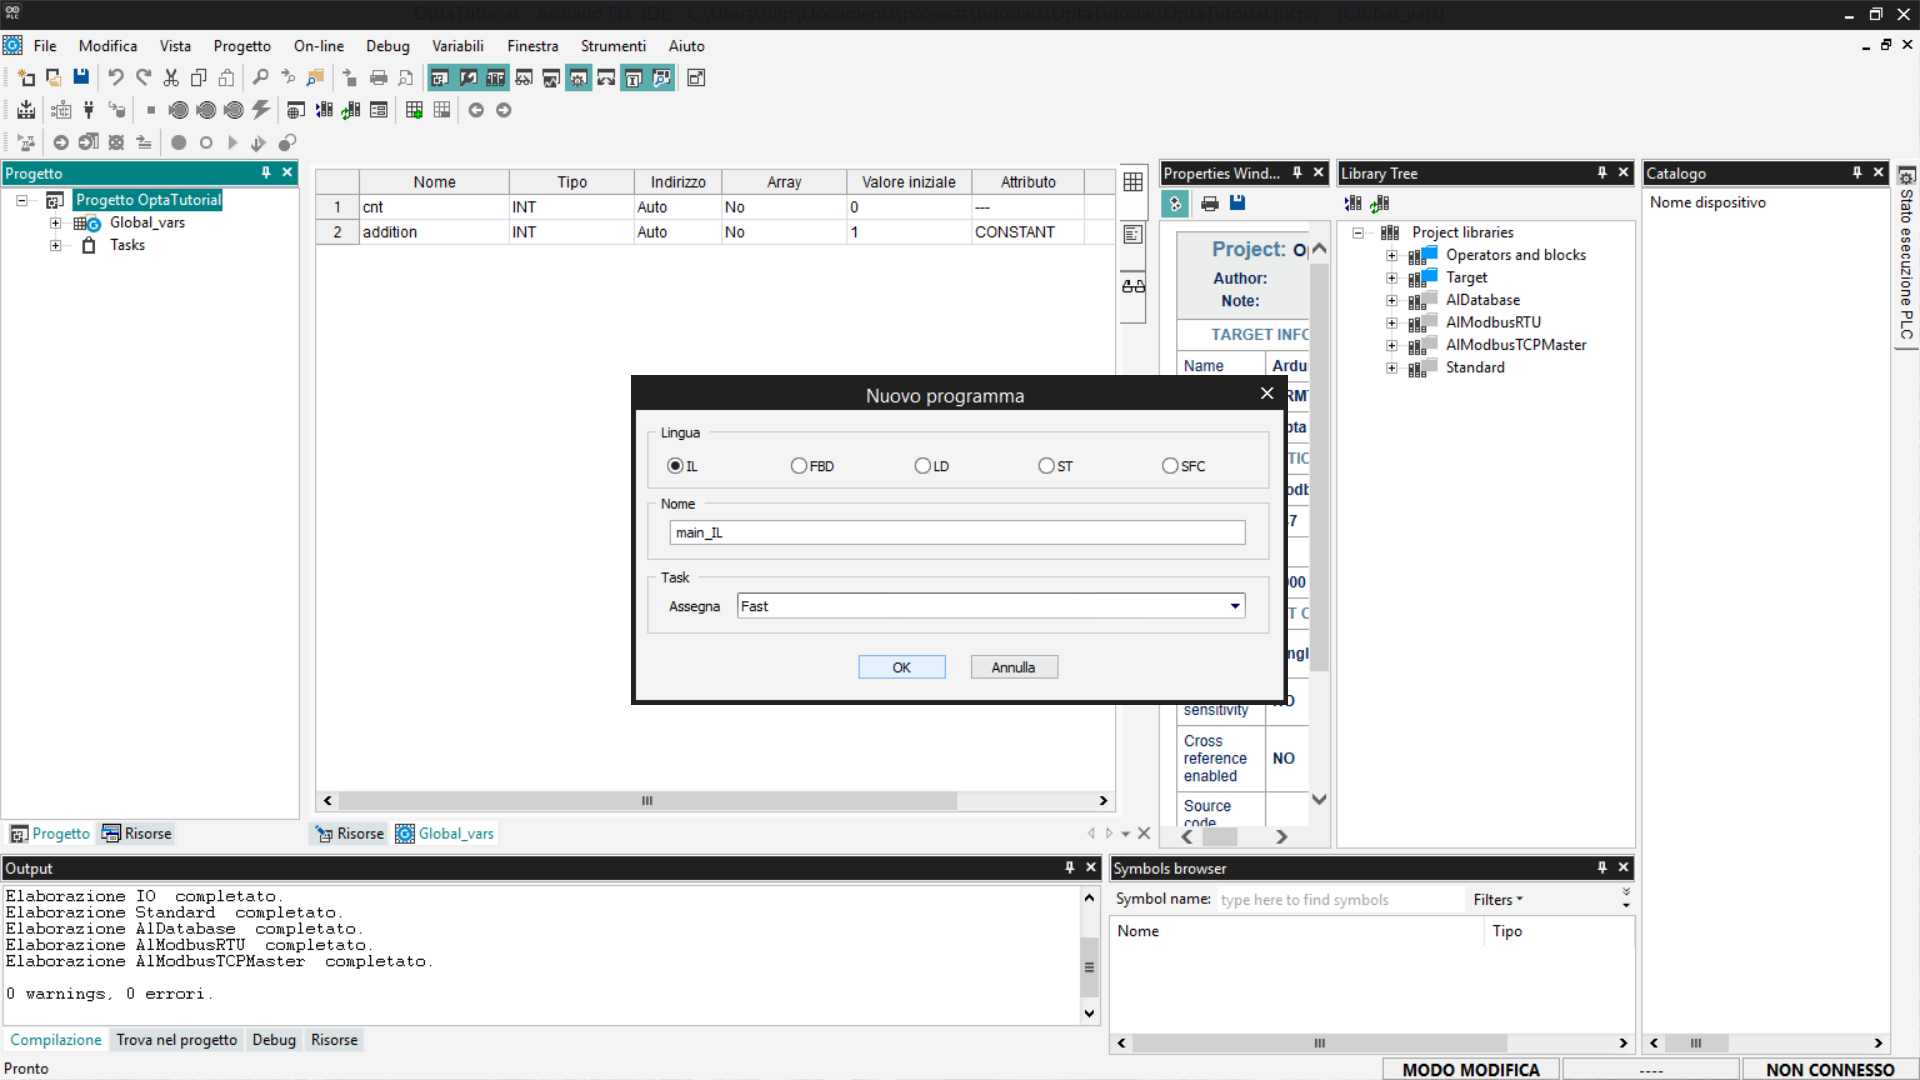 OptaTutorial - Arduino PLC IDE - C:\Users\filip\Documents\projects\tutorials\OptaTutorial\OptaTutorial.plcprj - [Global_vars]
File Modifica Vista Progetto On-line Debug Variabili Finestra Strumenti Aiuto
Progetto
Progetto OptaTutorial
Global_vars
Tasks
Progetto Risorse
Nome Tipo Indirizzo Array Valore iniziale Attributo
1 cnt INT Auto No 0 ---
2 addition INT Auto No 1 CONSTANT
Risorse Global_vars
Nuovo programma
Lingua
IL FBD LD ST SFC
Nome
main_IL
Task
Assegna Fast
OK Annulla
Properties Wind...
Project:
Author:
Note:
TARGET INFO
Name Ardu
sensitivity
Cross
reference
enabled NO
Source
code
Library Tree
Project libraries
Operators and blocks
Target
AlDatabase
AlModbusRTU
AlModbusTCPMaster
Standard
Catalogo
Nome dispositivo
Stato esecuzione PLC
Output
Elaborazione IO completato.
Elaborazione Standard completato.
Elaborazione AlDatabase completato.
Elaborazione AlModbusRTU completato.
Elaborazione AlModbusTCPMaster completato.
0 warnings, 0 errori.
Compilazione Trova nel progetto Debug Risorse
Symbols browser
Symbol name: type here to find symbols Filters
Nome Tipo
Pronto
MODO MODIFICA ---- NON CONNESSO